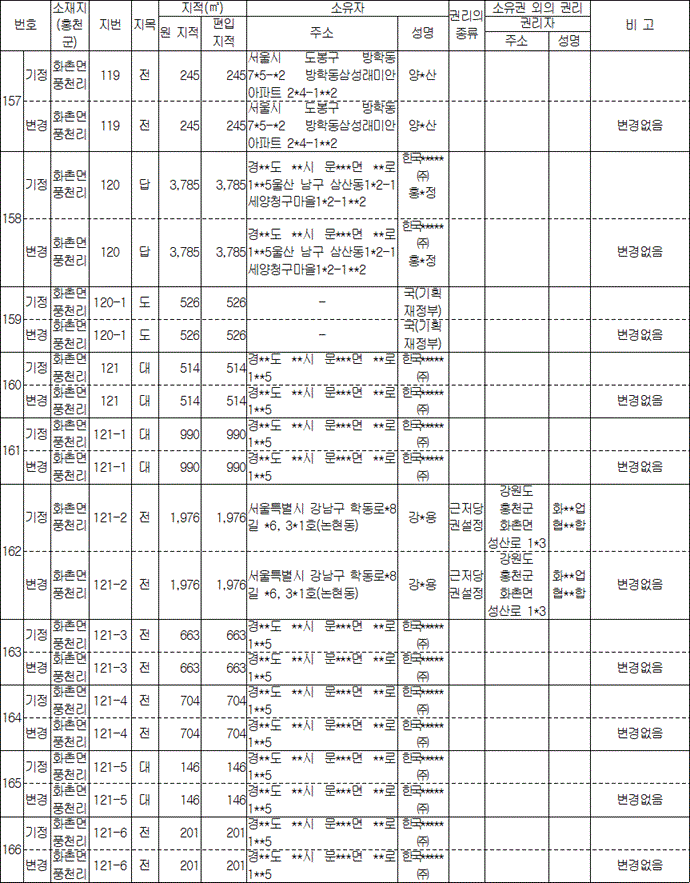 번호 소재지(홍천군) 지번 지목 지적(㎡) 소유자 권리의 종류 소유권 외의 권리 비 고
원 지적 편입 지적 주소 성명 권리자
주소 성명
157 기정 화촌면 풍천리 119 전 245 245 서울시 도봉구 방학동 7*5-*2 방학동삼성래미안아파트 2*4-1**2 양*산
변경 화촌면 풍천리 119 전 245 245 서울시 도봉구 방학동 7*5-*2 방학동삼성래미안아파트 2*4-1**2 양*산 변경없음
158 기정 화촌면 풍천리 120 답 3,785 3,785 경**도 **시 문***면 **로 1**5울산 남구 삼산동1*2-1 세양청구마을1*2-1**2 한국***** ㈜ 홍*정
변경 화촌면 풍천리 120 답 3,785 3,785 경**도 **시 문***면 **로 1**5울산 남구 삼산동1*2-1 세양청구마을1*2-1**2 한국***** ㈜ 홍*정 변경없음
159 기정 화촌면 풍천리 120-1 도 526 526 - 국(기획재정부)
변경 화촌면 풍천리 120-1 도 526 526 - 국(기획재정부) 변경없음
160 기정 화촌면 풍천리 121 대 514 514 경**도 **시 문***면 **로 1**5 한국***** ㈜
변경 화촌면 풍천리 121 대 514 514 경**도 **시 문***면 **로 1**5 한국***** ㈜ 변경없음
161 기정 화촌면 풍천리 121-1 대 990 990 경**도 **시 문***면 **로 1**5 한국***** ㈜
변경 화촌면 풍천리 121-1 대 990 990 경**도 **시 문***면 **로 1**5 한국***** ㈜ 변경없음
162 기정 화촌면 풍천리 121-2 전 1,976 1,976 서울특별시 강남구 학동로*8길 *6, 3*1호(논현동) 강*용 근저당권설정 강원도 홍천군 화촌면 성산로 1*3 화**업협**합
변경 화촌면 풍천리 121-2 전 1,976 1,976 서울특별시 강남구 학동로*8길 *6, 3*1호(논현동) 강*용 근저당권설정 강원도 홍천군 화촌면 성산로 1*3 화**업협**합 변경없음
163 기정 화촌면 풍천리 121-3 전 663 663 경**도 **시 문***면 **로 1**5 한국***** ㈜
변경 화촌면 풍천리 121-3 전 663 663 경**도 **시 문***면 **로 1**5 한국***** ㈜ 변경없음
164 기정 화촌면 풍천리 121-4 전 704 704 경**도 **시 문***면 **로 1**5 한국***** ㈜
변경 화촌면 풍천리 121-4 전 704 704 경**도 **시 문***면 **로 1**5 한국***** ㈜ 변경없음
165 기정 화촌면 풍천리 121-5 대 146 146 경**도 **시 문***면 **로 1**5 한국***** ㈜
변경 화촌면 풍천리 121-5 대 146 146 경**도 **시 문***면 **로 1**5 한국***** ㈜ 변경없음
166 기정 화촌면 풍천리 121-6 전 201 201 경**도 **시 문***면 **로 1**5 한국***** ㈜
변경 화촌면 풍천리 121-6 전 201 201 경**도 **시 문***면 **로 1**5 한국***** ㈜ 변경없음